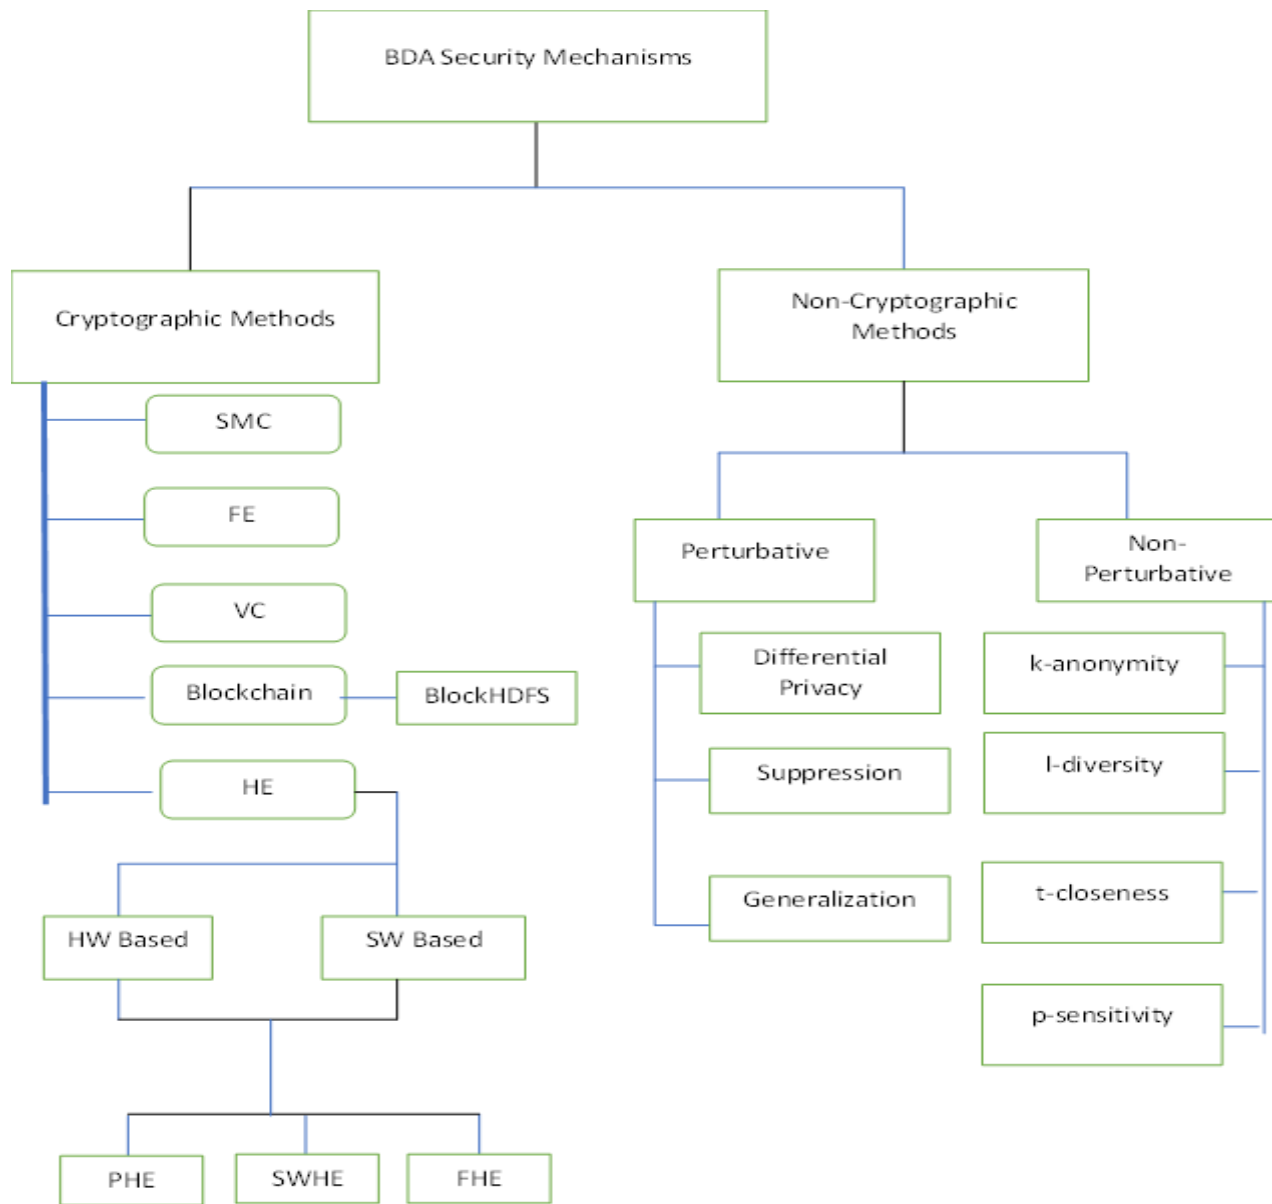 BDA Security Mechanisms
Cryptographic Methods
Non-Cryptographic
Methods
SMC
FE
VC
Blockchain
BlockHDFS
HE
HW Based
SW Based
PHE
SWHE
FHE
Perturbative
Non-
Perturbative
Differential
Privacy
Suppression
Generalization
k-anonymity
l-diversity
t-closeness
p-sensitivity